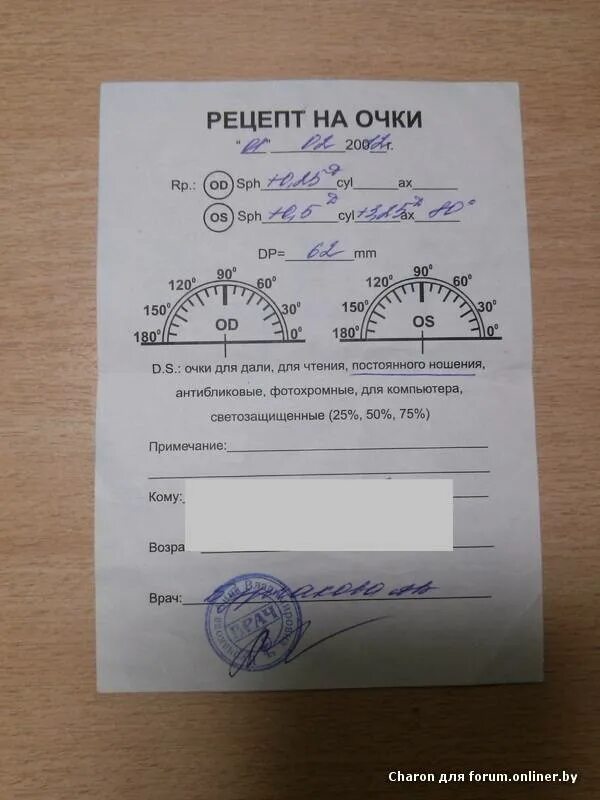 РЕЦЕПТ НА ОЧКИ
"01" 02 20012г.
Rp.: OD Sph +0,25 D cyl ax
OS Sph +0,5 D cyl +3,25 D ax 80°
DP= 62 mm
180° 150° 120° 90° 60° 30° 0° OD
180° 150° 120° 90° 60° 30° 0° OS
D.S.: очки для дали, для чтения, постоянного ношения,
антибликовые, фотохромные, для компьютера,
светозащищенные (25%, 50%, 75%)
Примечание:
Кому:
Возра
Врач:
ВРАЧ
Charon для forum.onliner.by